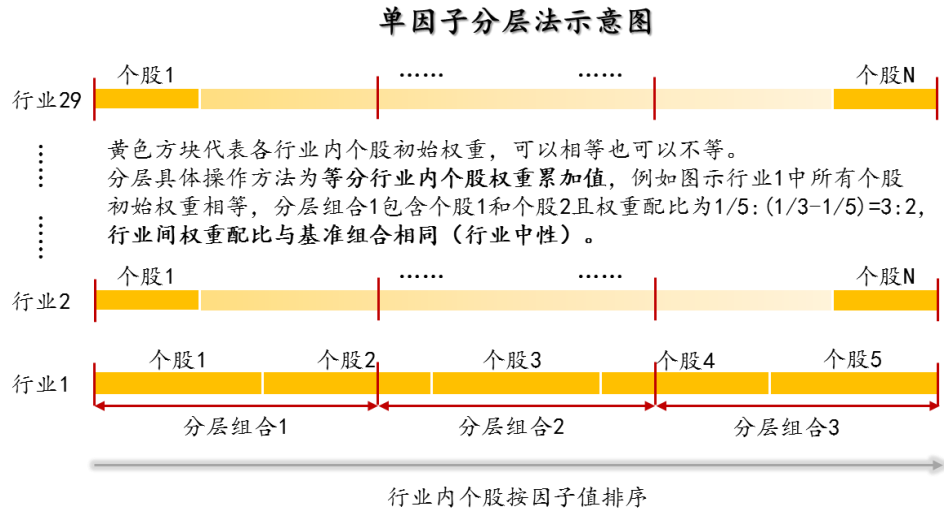 单因子分层法示意图
个股1 …… …… 个股N
行业29
……
黄色方块代表各行业内个股初始权重，可以相等也可以不等。
分层具体操作方法为等分行业内个股权重累加值，例如图示行业1中所有个股
初始权重相等，分层组合1包含个股1和个股2且权重配比为1/5:(1/3-1/5)=3:2，
行业间权重配比与基准组合相同（行业中性）。
……
个股1 …… …… 个股N
行业2
个股1 个股2 个股3 个股4 个股5
行业1
分层组合1 分层组合2 分层组合3
行业内个股按因子值排序